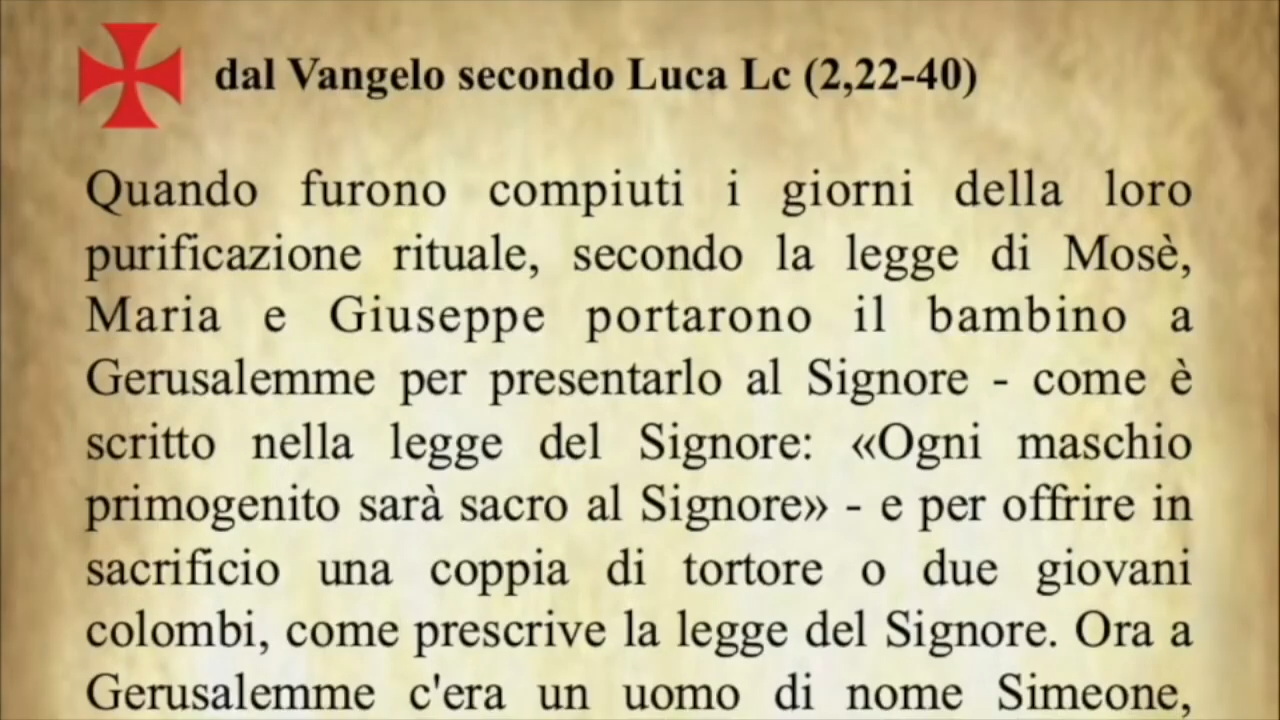 dal Vangelo secondo Luca Lc (2,22-40)
Quando furono compiuti i giorni della loro
purificazione rituale, secondo la legge di Mosè,
Maria e Giuseppe portarono il bambino a
Gerusalemme per presentarlo al Signore - come è
scritto nella legge del Signore: «Ogni maschio
primogenito sarà sacro al Signore» - e per offrire in
sacrificio una coppia di tortore o due giovani
colombi, come prescrive la legge del Signore. Ora a
Gerusalemme c'era un uomo di nome Simeone,